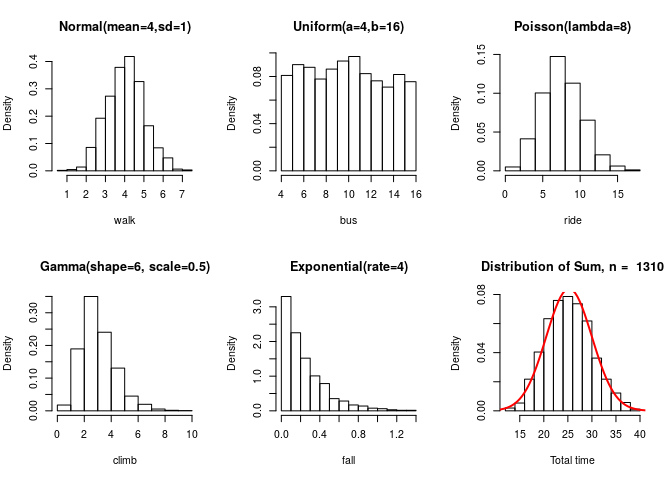 Normal(mean=4,sd=1)
Density
0.0 0.1 0.2 0.3 0.4
1 2 3 4 5 6 7
walk
Uniform(a=4,b=16)
Density
0.00 0.04 0.08
4 6 8 10 12 14 16
bus
Poisson(lambda=8)
Density
0.00 0.05 0.10 0.15
0 5 10 15
ride
Gamma(shape=6, scale=0.5)
Density
0.00 0.10 0.20 0.30
0 2 4 6 8 10
climb
Exponential(rate=4)
Density
0.0 1.0 2.0 3.0
0.0 0.4 0.8 1.2
fall
Distribution of Sum, n = 1310
Density
0.00 0.04 0.08
15 20 25 30 35 40
Total time